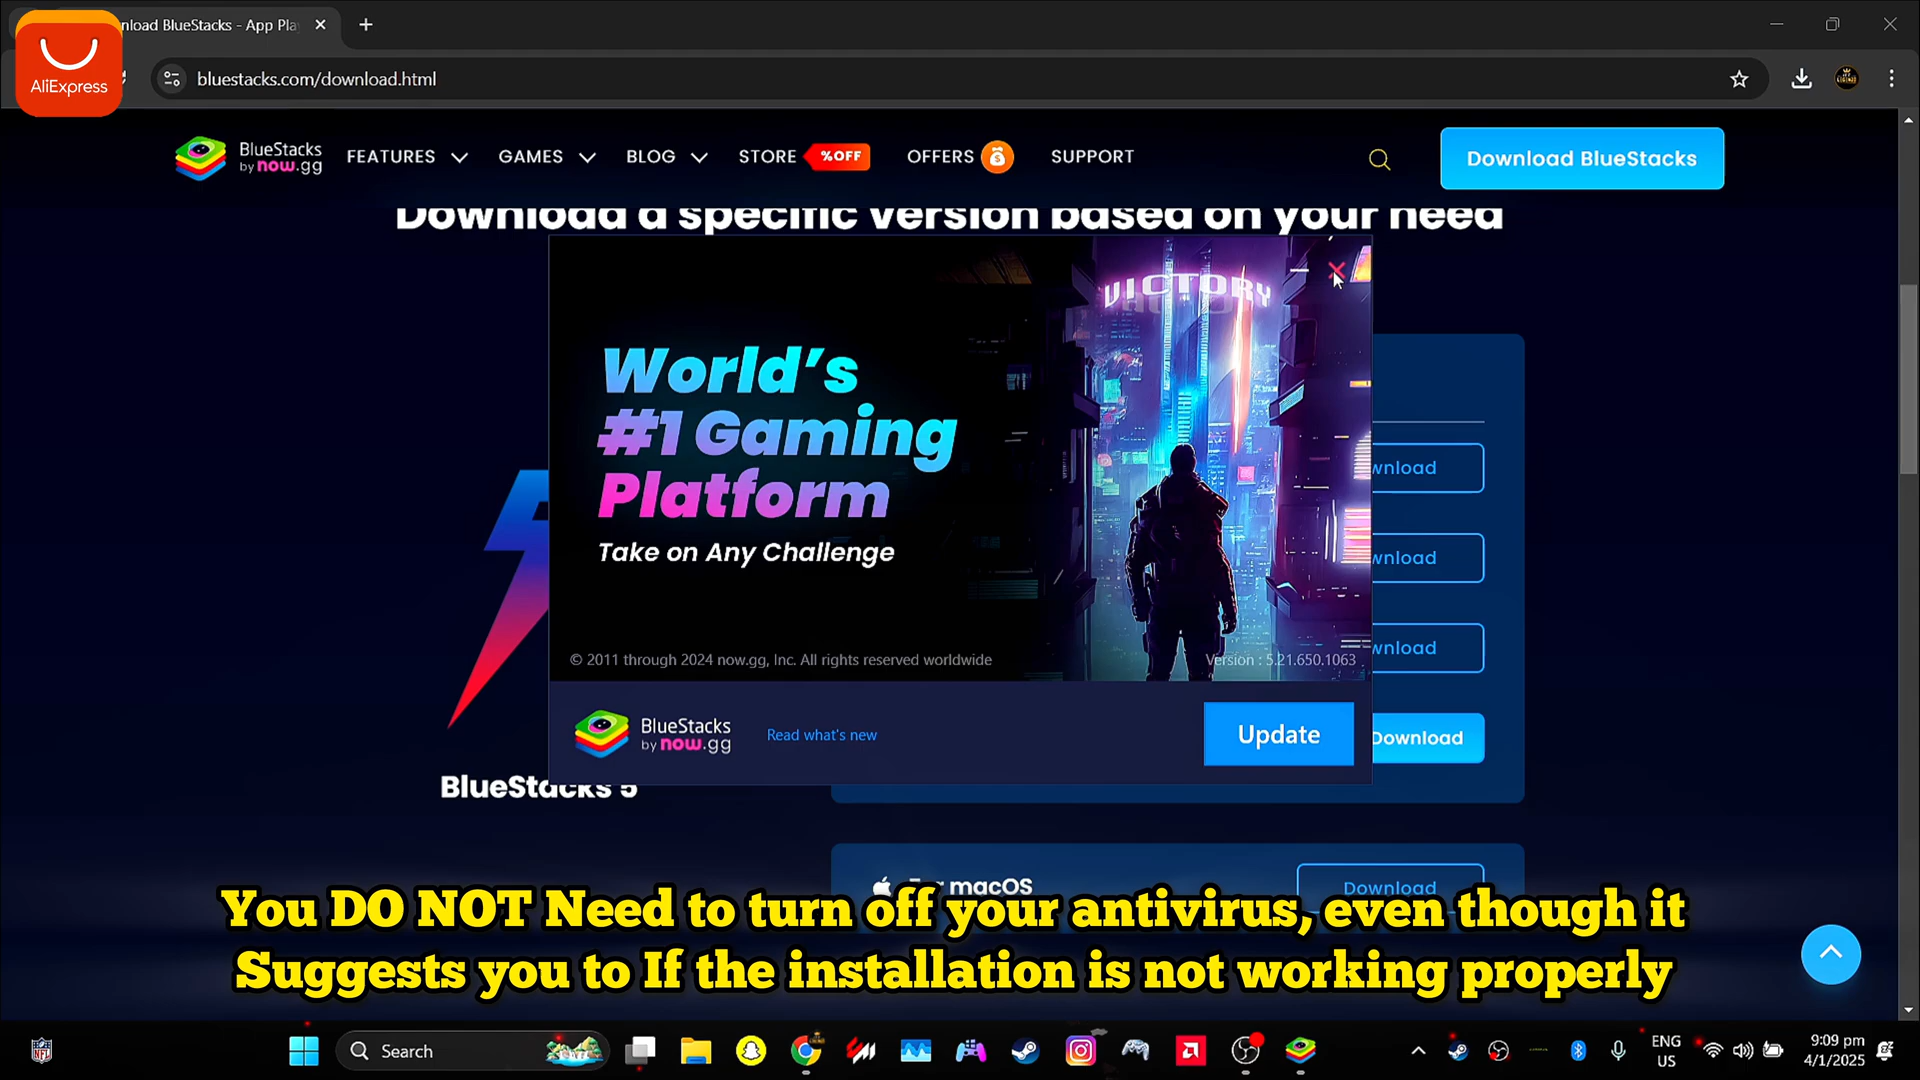 nload BlueStacks - App Pla
AliExpress
bluestacks.com/download.html
BlueStacks
by now.gg
FEATURES
GAMES
BLOG
STORE
%OFF
OFFERS
SUPPORT
Download BlueStacks
Download a specific version based on your need
VICTORY
World's
#1 Gaming
Platform
Take on Any Challenge
© 2011 through 2024 now.gg, Inc. All rights reserved worldwide
Version : 5.21.650.1063
wnload
wnload
wnload
Download
BlueStacks
by now.gg
Read what's new
Update
BlueStacks 5
macOS
Download
You DO NOT Need to turn off your antivirus, even though it
Suggests you to If the installation is not working properly
Search
ENG
US
9:09 pm
4/1/2025